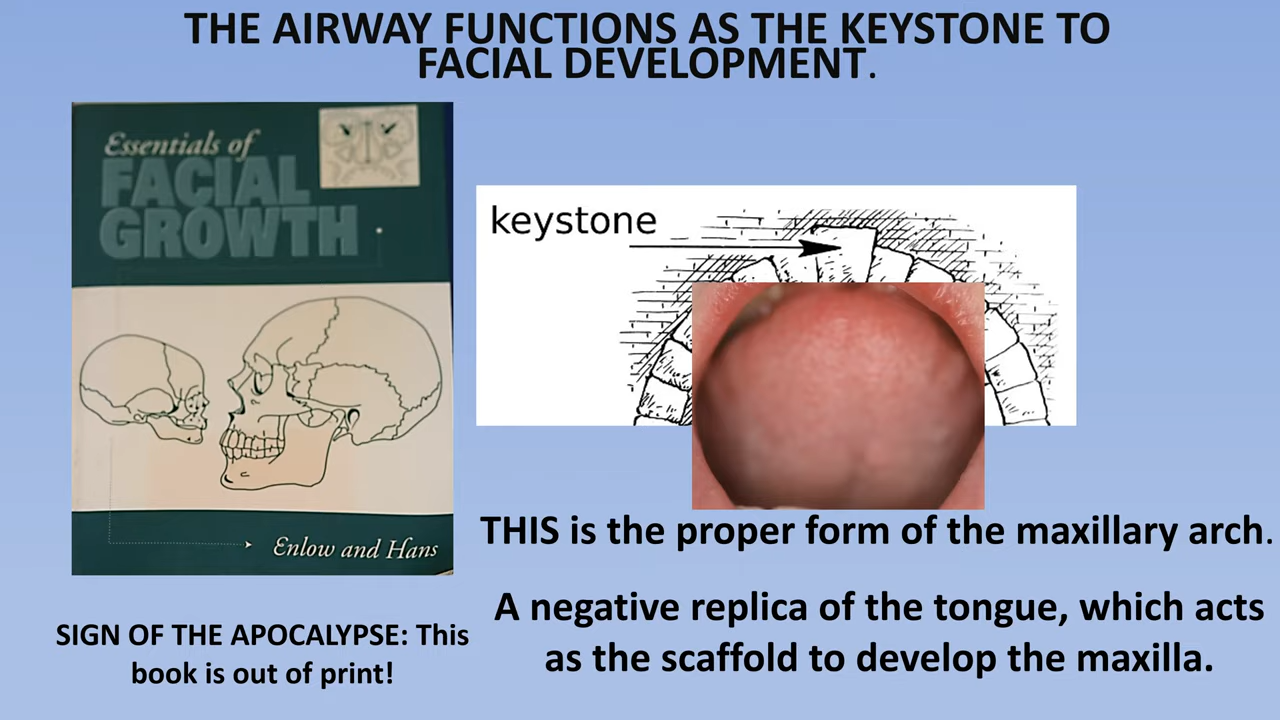 THE AIRWAY FUNCTIONS AS THE KEYSTONE TO
FACIAL DEVELOPMENT.
Essentials of
FACIAL
GROWTH
Enlow and Hans
SIGN OF THE APOCALYPSE: This
book is out of print!
keystone
THIS is the proper form of the maxillary arch.
A negative replica of the tongue, which acts
as the scaffold to develop the maxilla.